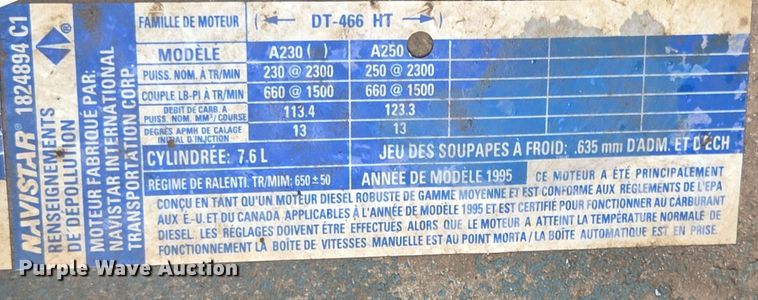 NAVISTAR® 1824894 C1
RENSEIGNEMENTS
DE DÉPOLLUTION
MOTEUR FABRIQUÉ PAR:
NAVISTAR INTERNATIONAL
TRANSPORTATION CORP.
FAMILLE DE MOTEUR DT-466 HT
MODÈLE A230 ( ) A250
PUISS. NOM. À TR/MIN 230 @ 2300 250 @ 2300
COUPLE LB-PI À TR/MIN 660 @ 1500 660 @ 1500
DÉBIT DE CARB. À
PUISS. NOM. MM³/COURSE 113.4 123.3
DEGRÉS APMH DE CALAGE
INITIAL D'INJECTION 13 13
CYLINDRÉE: 7.6 L JEU DES SOUPAPES À FROID: .635 mm D'ADM. ET D'ÉCH
RÉGIME DE RALENTI. TR/MIN: 650 ± 50 ANNÉE DE MODÈLE 1995 CE MOTEUR A ÉTÉ PRINCIPALEMENT
CONÇU EN TANT QU'UN MOTEUR DIESEL ROBUSTE DE GAMME MOYENNE ET EST CONFORME AUX RÉGLEMENTS DE l'EPA
AUX É.-U. ET DU CANADA APPLICABLES À l'ANNÉE DE MODÈLE 1995 ET EST CERTIFIÉ POUR FONCTIONNER AU CARBURANT
DIESEL. LES RÉGLAGES DOIVENT ÊTRE EFFECTUÉS ALORS QUE LE MOTEUR A ATTEINT LA TEMPÉRATURE NORMALE DE
FONCTIONNEMENT LA BOÎTE DE VITESSES MANUELLE EST AU POINT MORTA / LA BOÎTE AUTOMATIQUE EST EN PRISE.
Purple Wave Auction